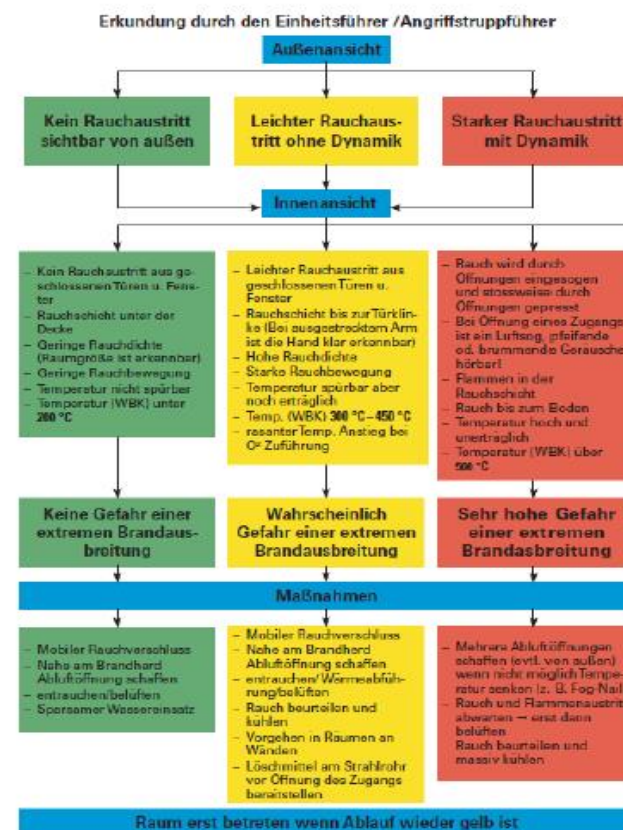 Erkundung durch den Einheitsführer /Angriffstruppführer
Außenansicht
Kein Rauchaustritt
sichtbar von außen
Leichter Rauchaus-
tritt ohne Dynamik
Starker Rauchaustritt
mit Dynamik
Innenansicht
– Kein Rauchaustritt aus ge-
schlossenen Türen u. Fens-
ter
– Rauchschicht unter der
Decke
– Geringe Rauchdichte
(Raumgröße ist erkennbar)
– Geringe Rauchbewegung
– Temperatur nicht spürbar
– Temperatur (WBK) unter
200 °C
– Leichter Rauchaustritt aus
geschlossenen Türen u.
Fenster
– Rauchschicht bis zur Türklin-
ke (Bei ausgestrecktem Arm
ist die Hand klar erkennbar)
– Hohe Rauchdichte
– Starke Rauchbewegung
– Temperatur spürbar aber
noch erträglich
– Temp. (WBK) 300 °C – 450 °C
– rasanter Temp. Anstieg bei
Zuführung
– Rauch wird durch
Öffnungen eingesogen
und stossweise durch
Öffnungen gepresst
– Bei Öffnung eines Zugangs
ist ein Luftsog, pfeifende
od. brummende Geräusche
hörbar!
– Flammen in der
Rauchschicht
– Rauch bis zum Boden
– Temperatur hoch und
unerträglich
– Temperatur (WBK) über
500 °C
Keine Gefahr einer
extremen Brandaus-
breitung
Wahrscheinlich
Gefahr einer extremen
Brandausbreitung
Sehr hohe Gefahr
einer extremen
Brandasbreitung
Maßnahmen
– Mobiler Rauchverschluss
– Nahe am Brandhard
Abluftöffnung schaffen
– entrauchen/belüften
– Sparsamer Wassereinsatz
– Mobiler Rauchverschluss
– Nahe am Brandherd
Abluftöffnung schaffen
– entrauchen/ Wärmeabfüh-
rung/belüften
– Rauch beurteilen und
kühlen
– Vorgehen in Räumen an
Wänden
– Löschmittel am Strahlrohr
vor Öffnung des Zugangs
bereitstellen
– Mehrere Abluftöffnungen
schaffen (evtl. von außen)
wenn nicht möglich Tempe-
ratur senken (z. B. Fog-Nail
– Rauch und Flammenaustritt
abwarten → erst dann
belüften
Rauch beurteilen und
massiv kühlen
Raum erst betreten wenn Ablauf wieder gelb ist